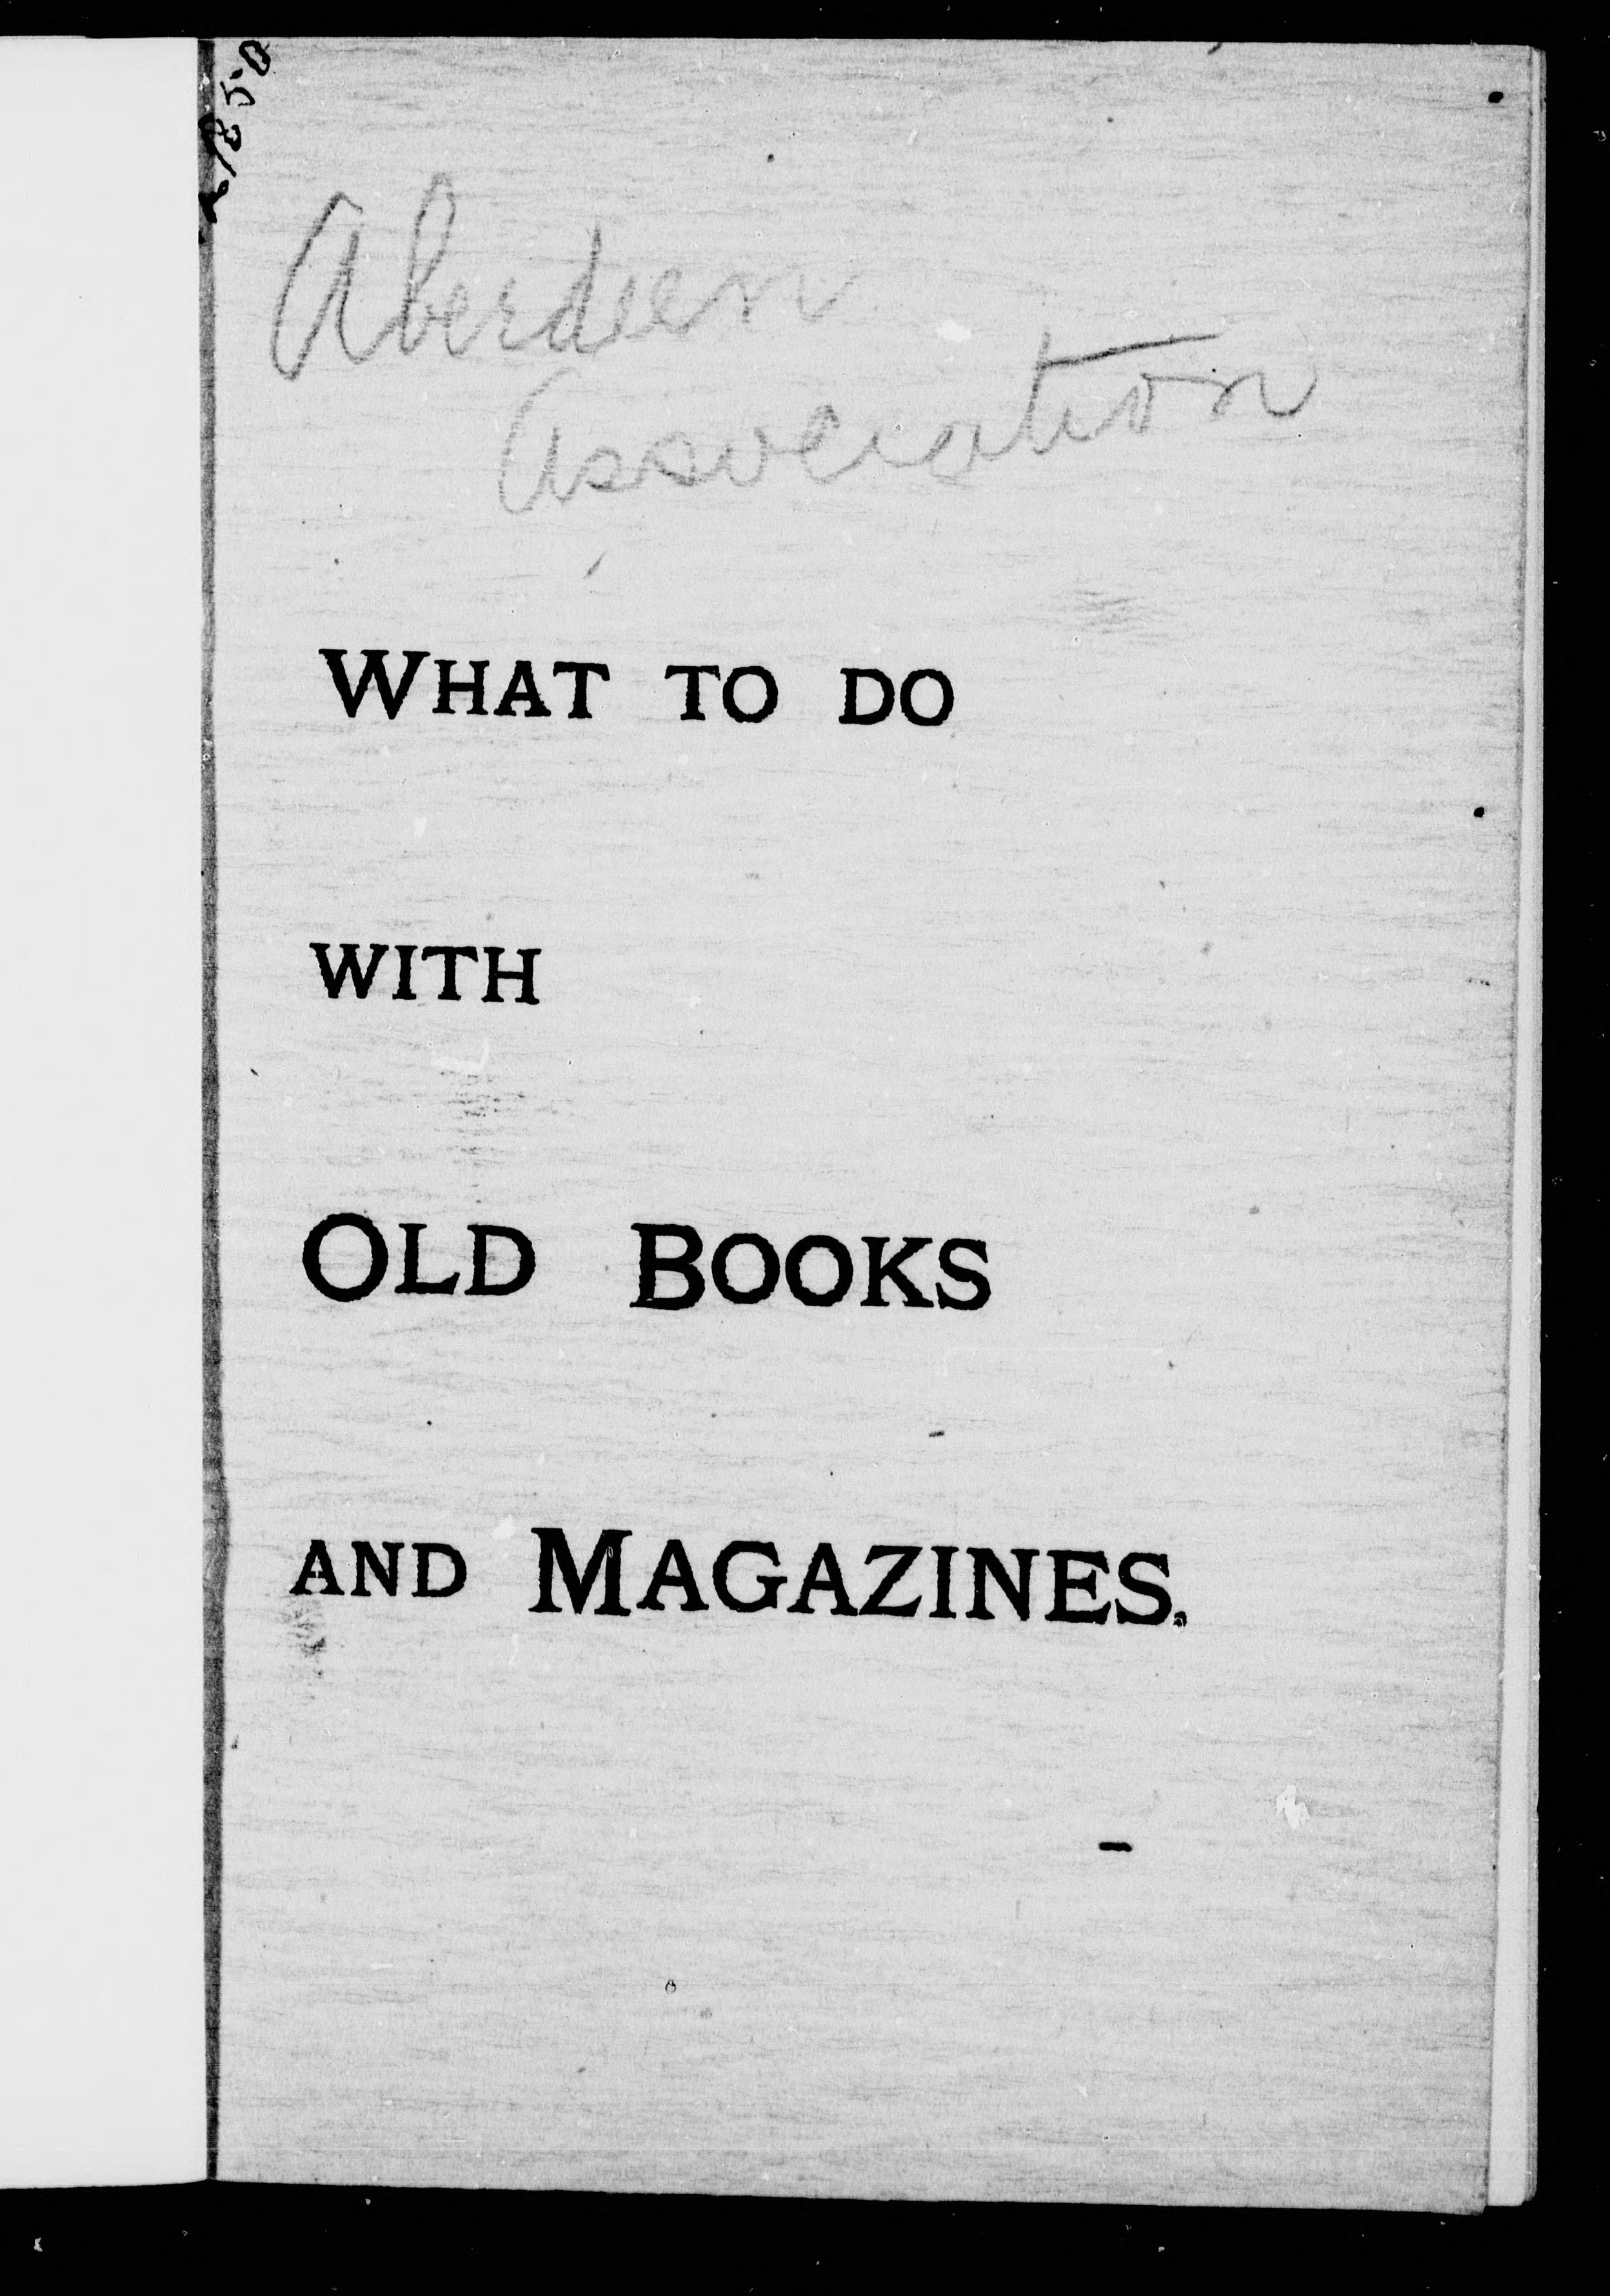 Aberdeen
Association
WHAT TO DO
WITH
OLD BOOKS
AND MAGAZINES.